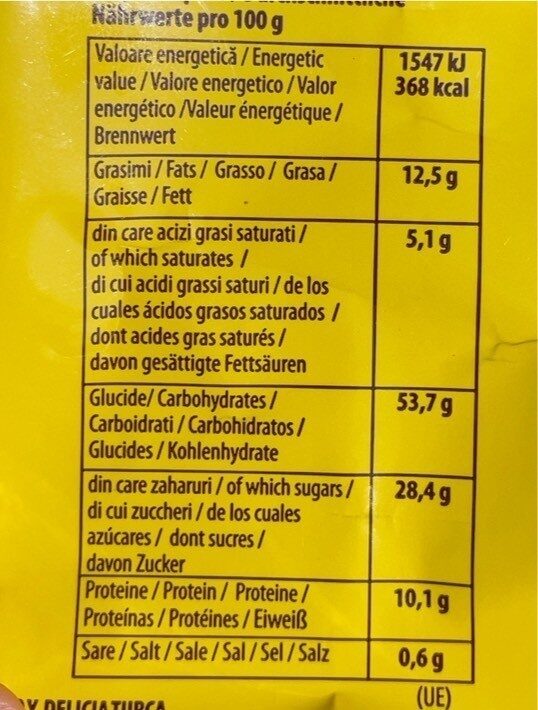 Nährwerte pro 100 g
Valoare energetică / Energetic
value / Valore energetico / Valor
energético /Valeur énergétique /
Brennwert
1547 kJ
368 kcal
Grasimi / Fats / Grasso / Grasa /
Graisse / Fett
12,5 g
din care acizi grasi saturati /
of which saturates /
di cui acidi grassi saturi / de los
cuales ácidos grasos saturados /
dont acides gras saturés /
davon gesättigte Fettsäuren
5,1 g
Glucide/ Carbohydrates /
Carboidrati / Carbohidratos /
Glucides / Kohlenhydrate
53,7 g
din care zaharuri / of which sugars /
di cui zuccheri / de los cuales
azúcares / dont sucres /
davon Zucker
28,4 g
Proteine / Protein / Proteine /
Proteínas / Protéines / Eiweiß
10,1 g
Sare / Salt / Sale / Sal / Sel / Salz
0,6 g
(UE)
DELICIA TURCA